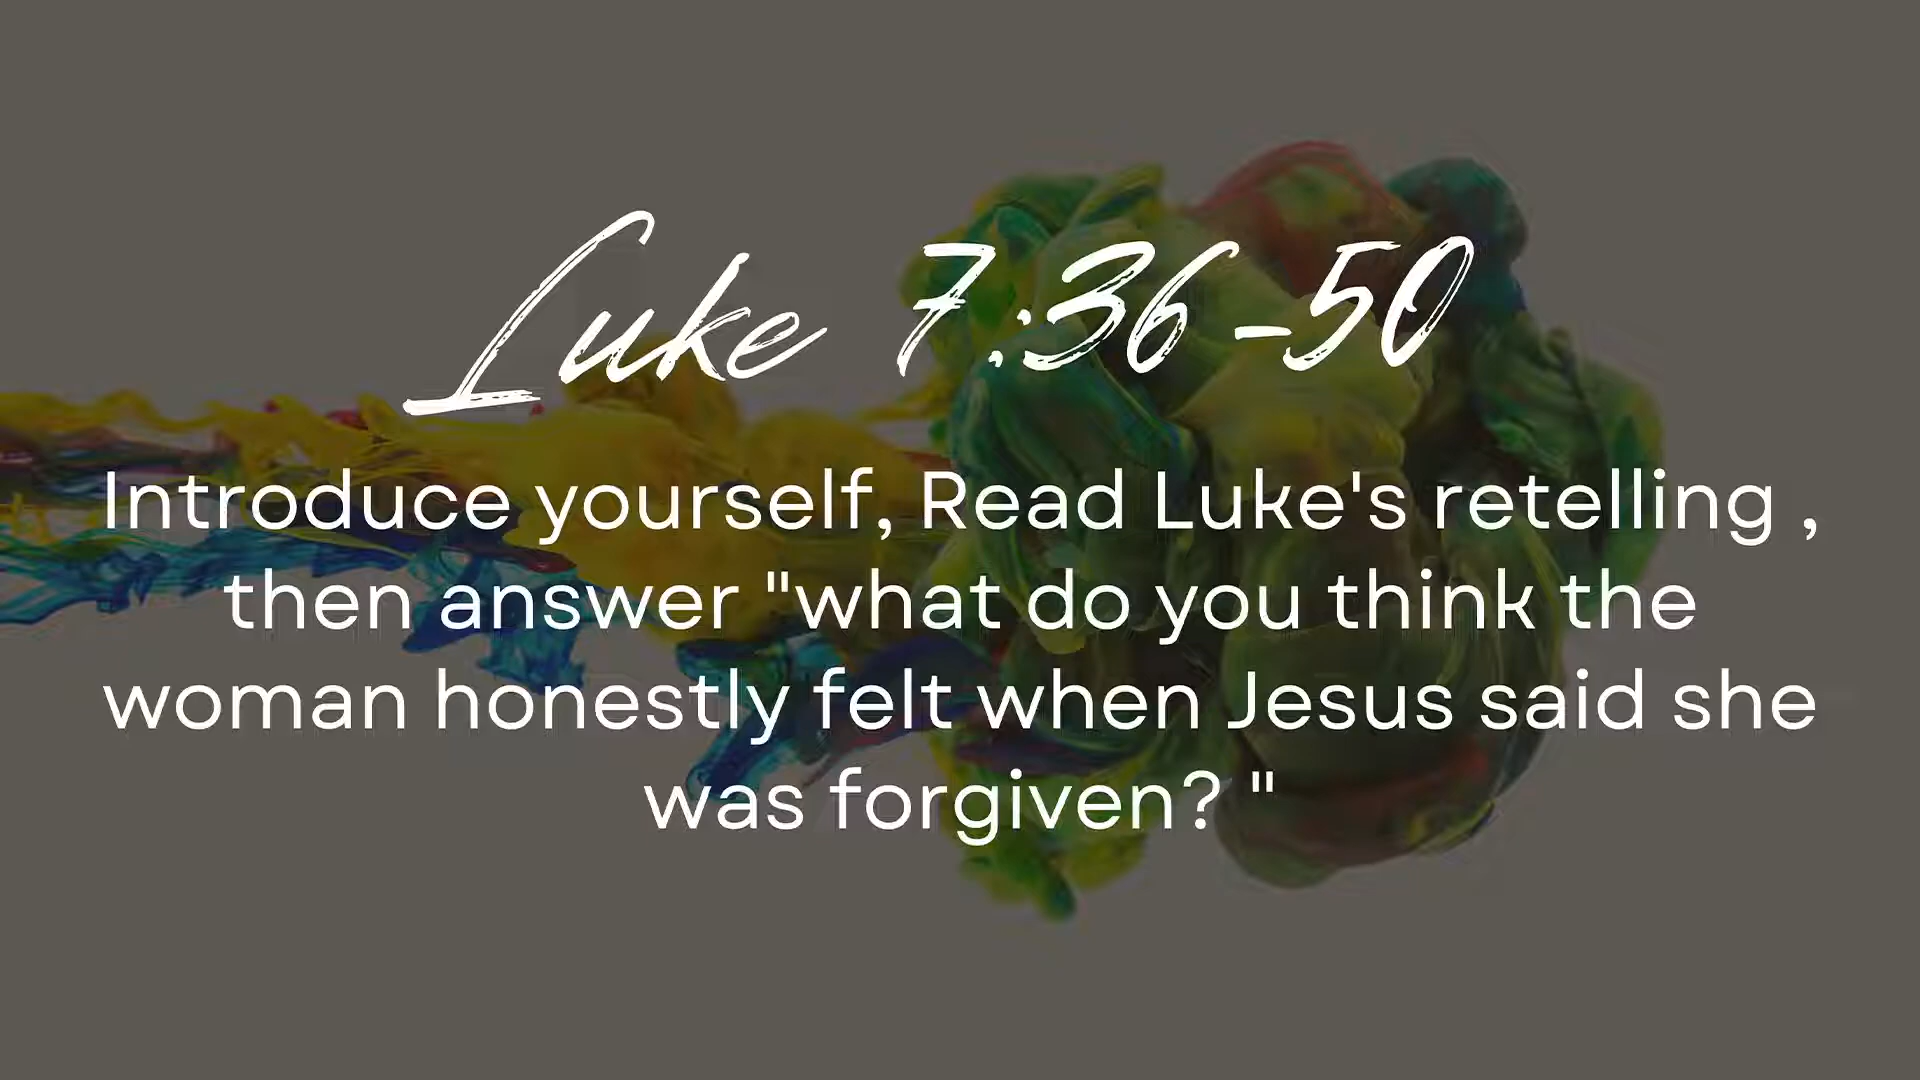 Luke 7:36-50
Introduce yourself, Read Luke's retelling ,
then answer "what do you think the
woman honestly felt when Jesus said she
was forgiven? "